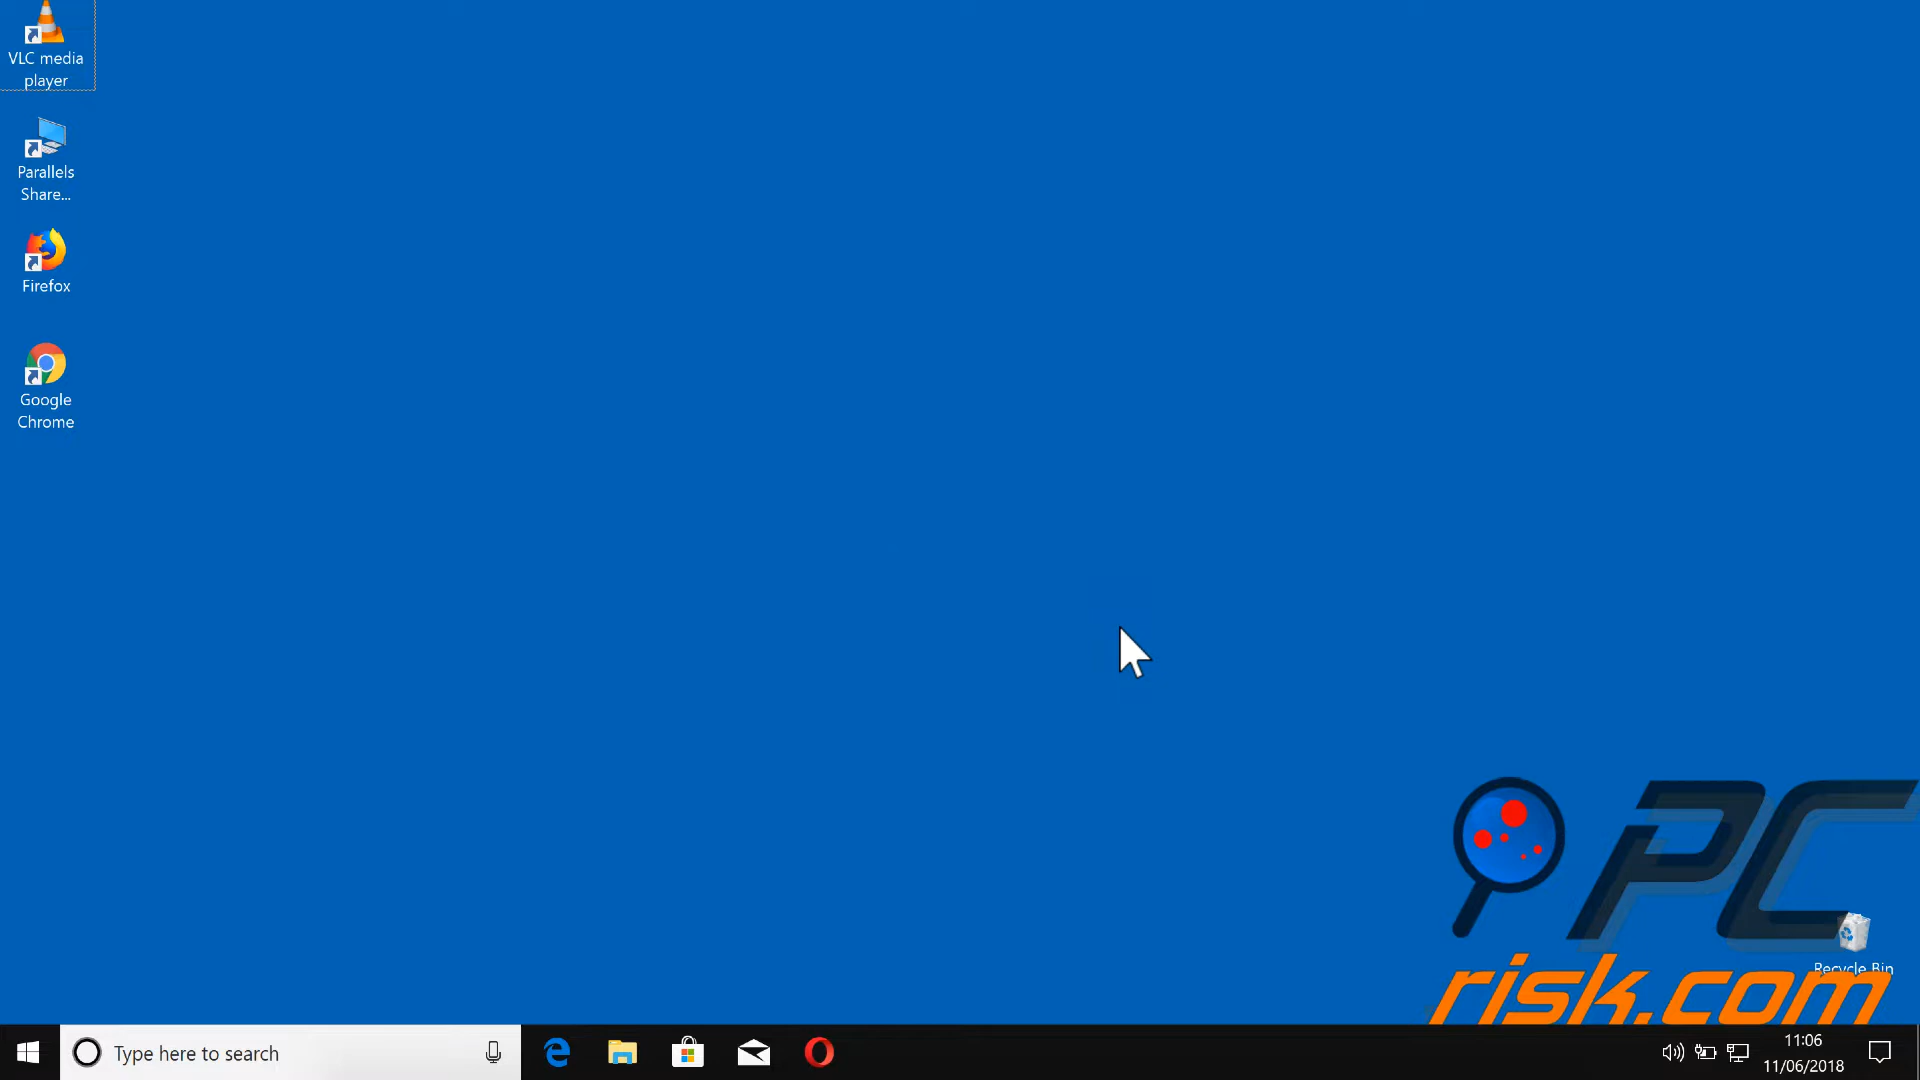 VLC media
player
Parallels
Share...
Firefox
Google
Chrome
PC
Recycle Bin
risk.com
Type here to search
11:06
11/06/2018